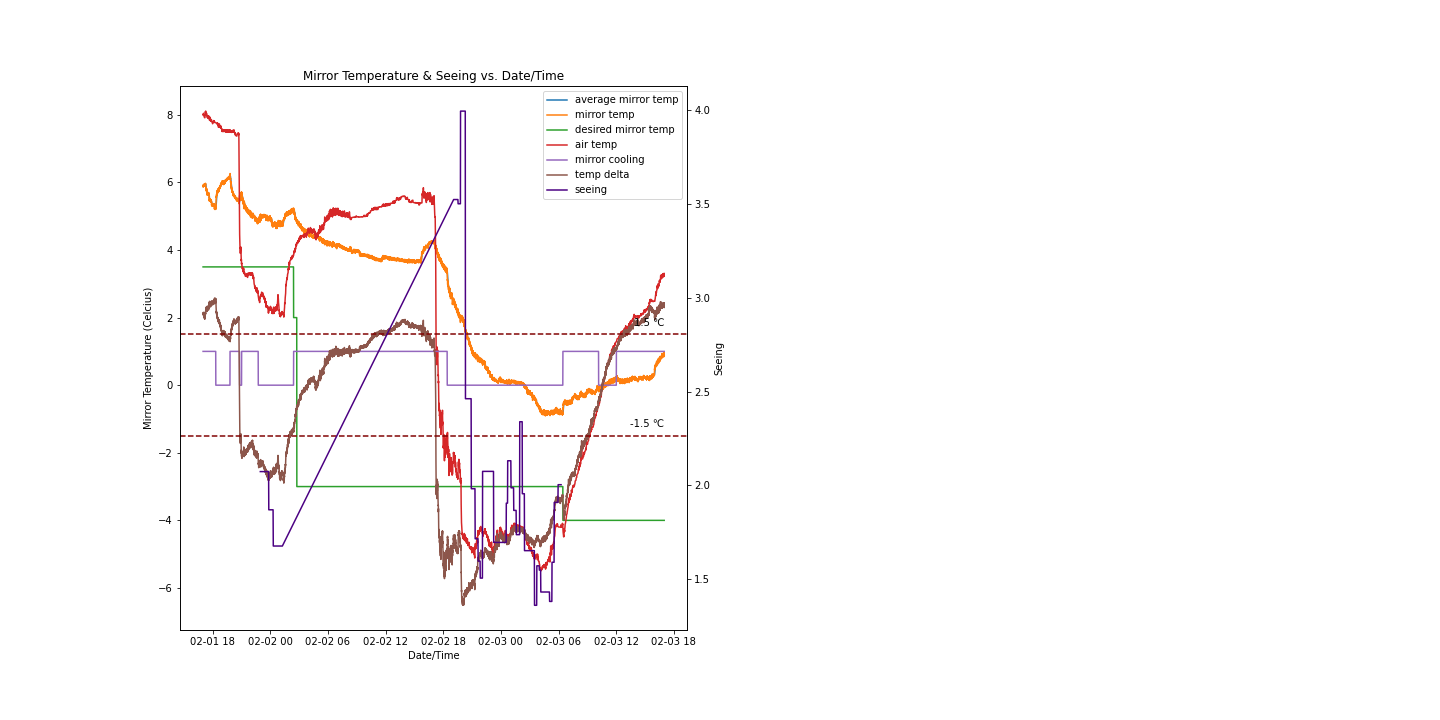 Mirror Temperature & Seeing vs. Date/Time
average mirror temp
mirror temp
desired mirror temp
air temp
mirror cooling
temp delta
seeing
8
6
4
2
0
−2
−4
−6
Mirror Temperature (Celcius)
4.0
3.5
3.0
2.5
2.0
1.5
Seeing
1.5 °C
-1.5 °C
02-01 18
02-02 00
02-02 06
02-02 12
02-02 18
02-03 00
02-03 06
02-03 12
02-03 18
Date/Time